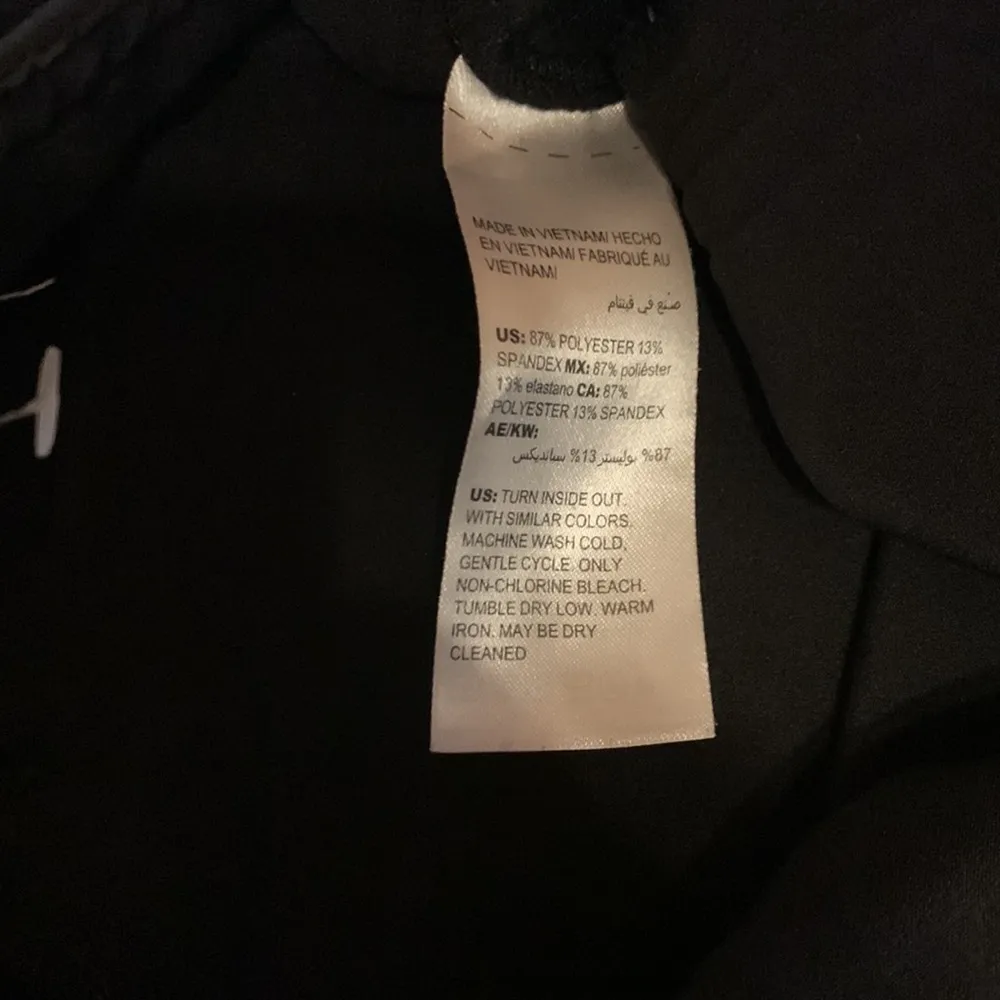 MADE IN VIETNAM/ HECHO
EN VIETNAM/ FABRIQUÉ AU
VIETNAM/
صنع في فيتنام
US: 87% POLYESTER 13%
SPANDEX MX: 87% poliéster
13% elastano CA: 87%
POLYESTER 13% SPANDEX
AE/KW:
87% بوليستر 13% سبانديكس
US: TURN INSIDE OUT.
WITH SIMILAR COLORS.
MACHINE WASH COLD,
GENTLE CYCLE. ONLY
NON-CHLORINE BLEACH.
TUMBLE DRY LOW. WARM
IRON. MAY BE DRY
CLEANED